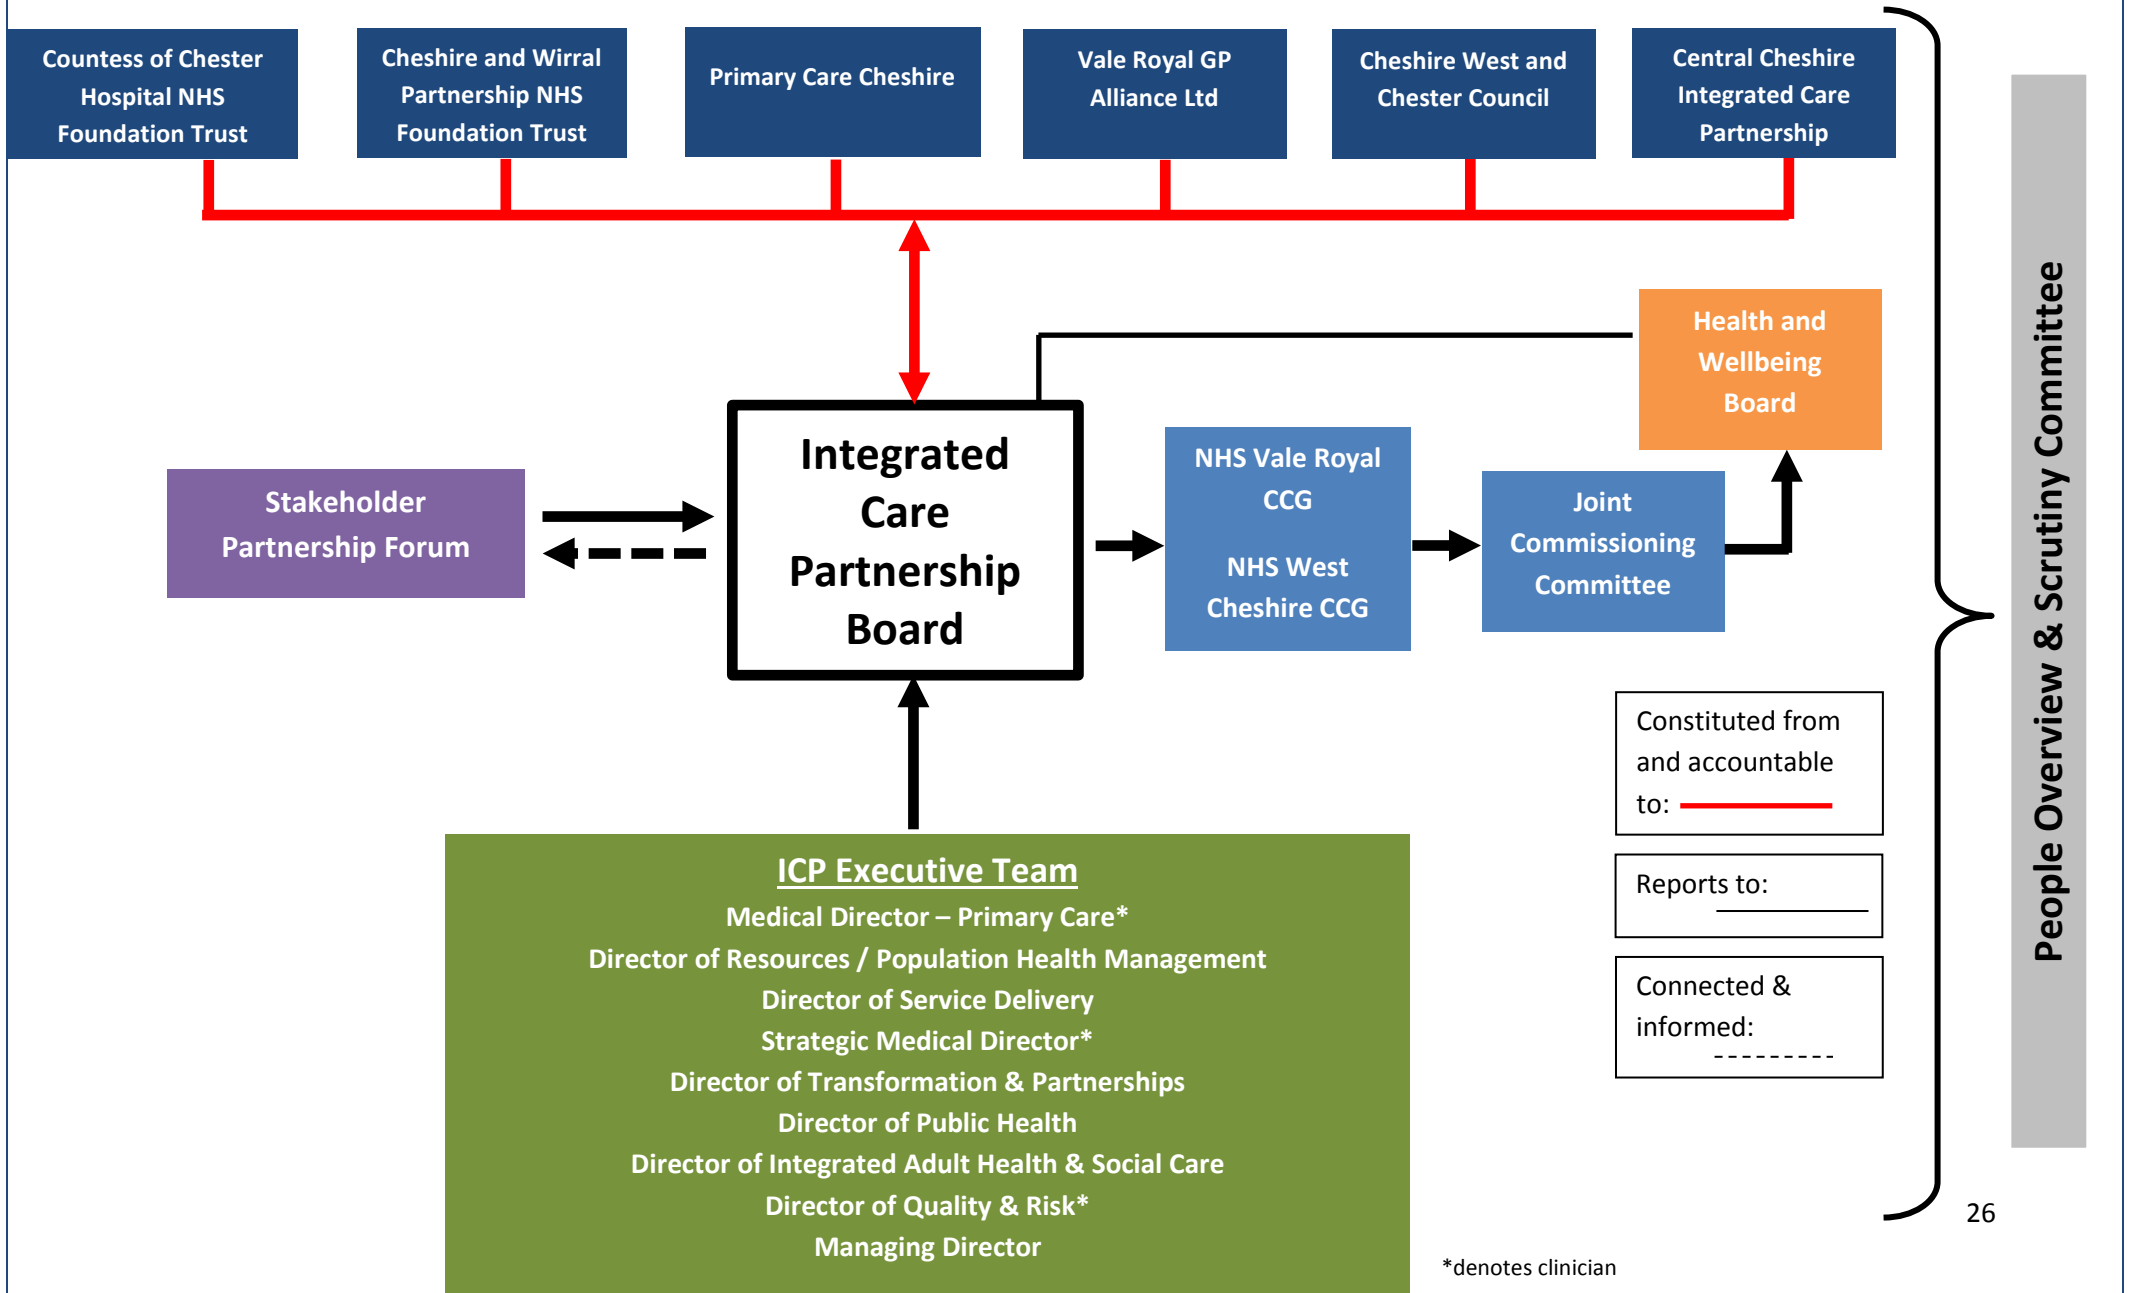 Countess of Chester
Hospital NHS
Foundation Trust
Cheshire and Wirral
Partnership NHS
Foundation Trust
Primary Care Cheshire
Vale Royal GP
Alliance Ltd
Cheshire West and
Chester Council
Central Cheshire
Integrated Care
Partnership
Health and
Wellbeing
Board
Stakeholder
Partnership Forum
Integrated
Care
Partnership
Board
NHS Vale Royal
CCG
NHS West
Cheshire CCG
Joint
Commissioning
Committee
People Overview & Scrutiny Committee
Constituted from
and accountable
to:
Reports to:
Connected &
informed:
ICP Executive Team
Medical Director – Primary Care*
Director of Resources / Population Health Management
Director of Service Delivery
Strategic Medical Director*
Director of Transformation & Partnerships
Director of Public Health
Director of Integrated Adult Health & Social Care
Director of Quality & Risk*
Managing Director
26
*denotes clinician